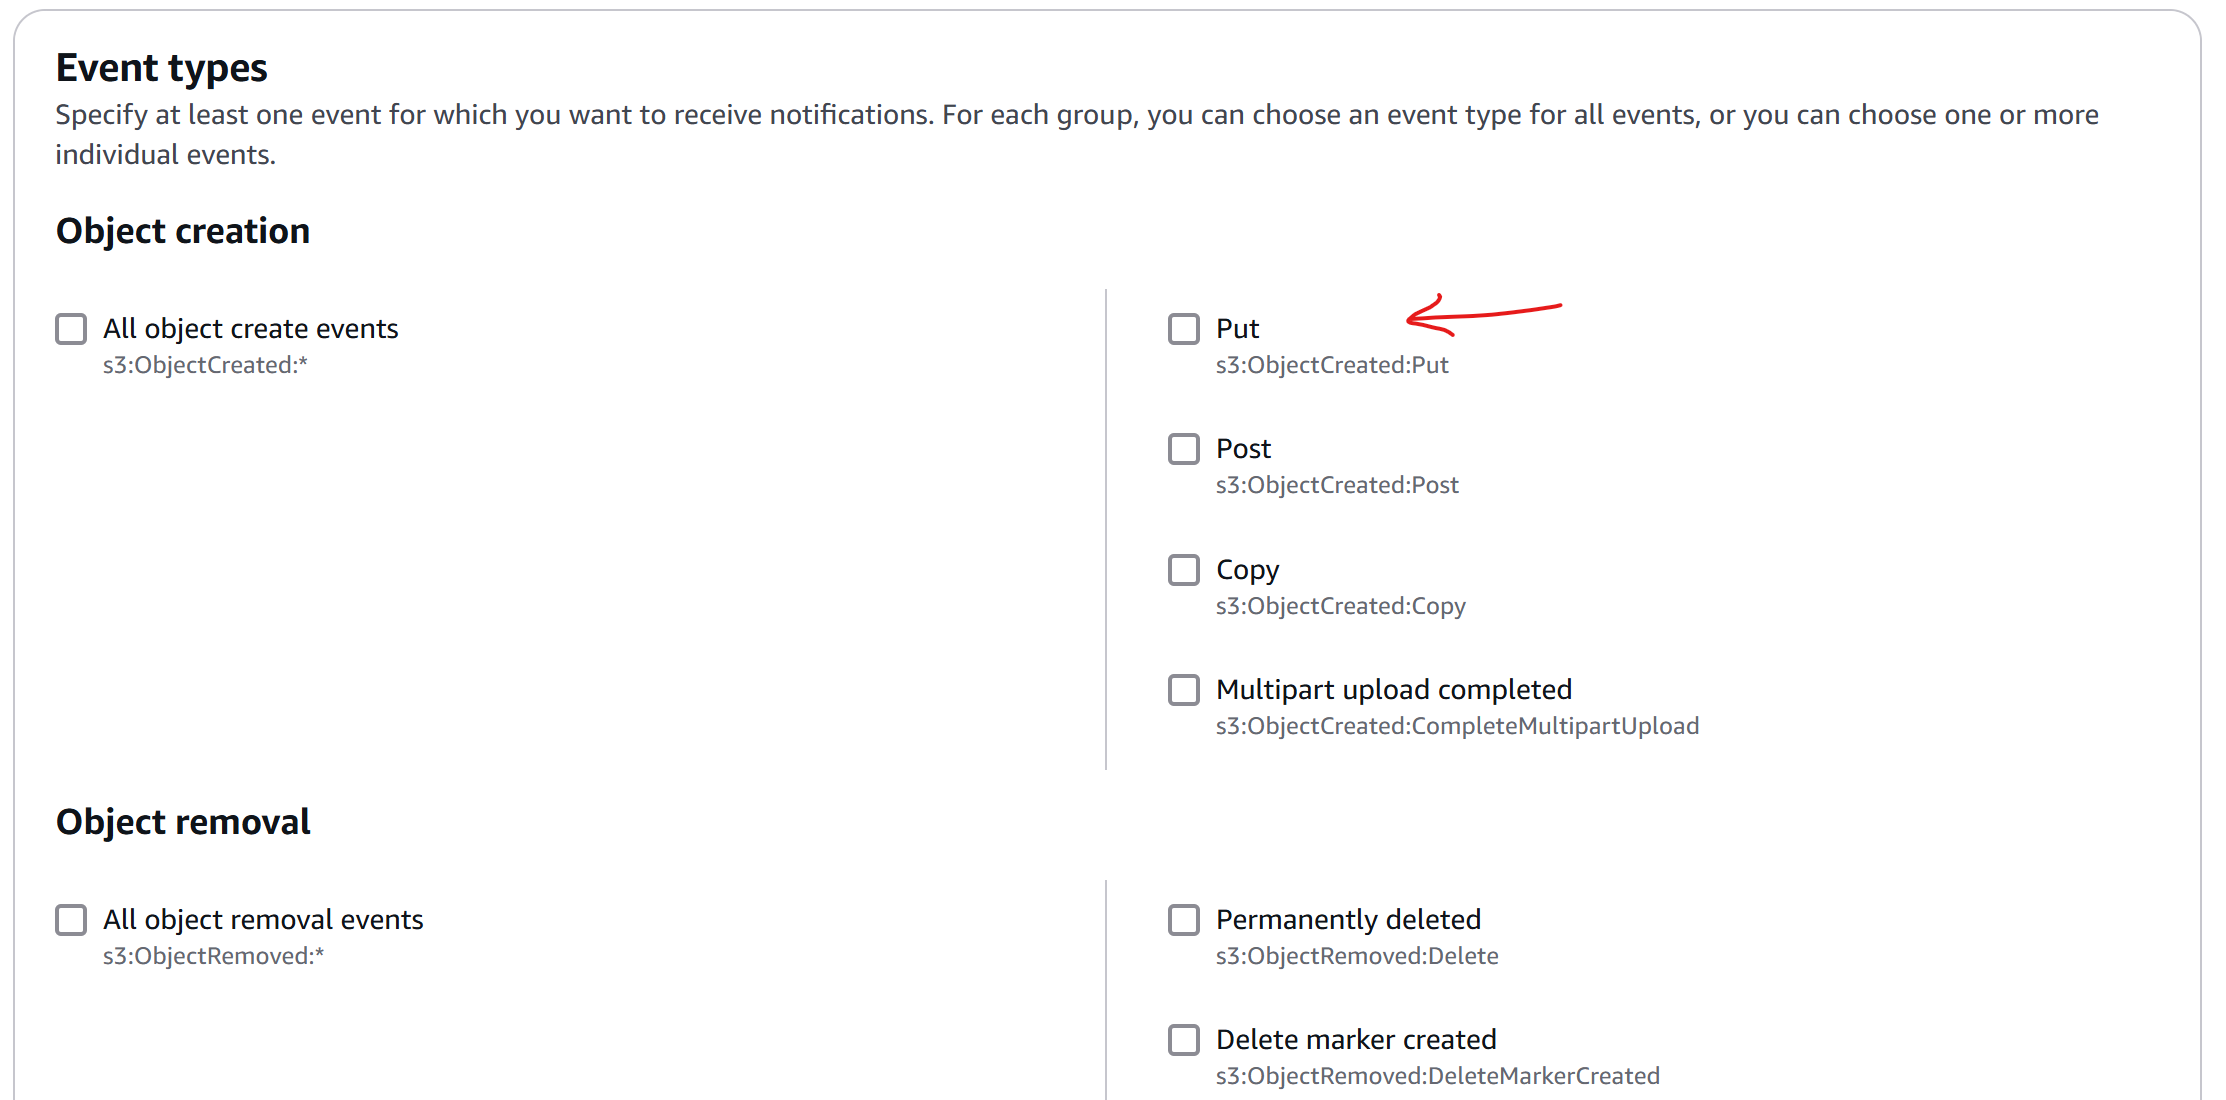 Event types
Specify at least one event for which you want to receive notifications. For each group, you can choose an event type for all events, or you can choose one or more
individual events.
Object creation
All object create events
s3:ObjectCreated:*
Put
s3:ObjectCreated:Put
Post
s3:ObjectCreated:Post
Copy
s3:ObjectCreated:Copy
Multipart upload completed
s3:ObjectCreated:CompleteMultipartUpload
Object removal
All object removal events
s3:ObjectRemoved:*
Permanently deleted
s3:ObjectRemoved:Delete
Delete marker created
s3:ObjectRemoved:DeleteMarkerCreated